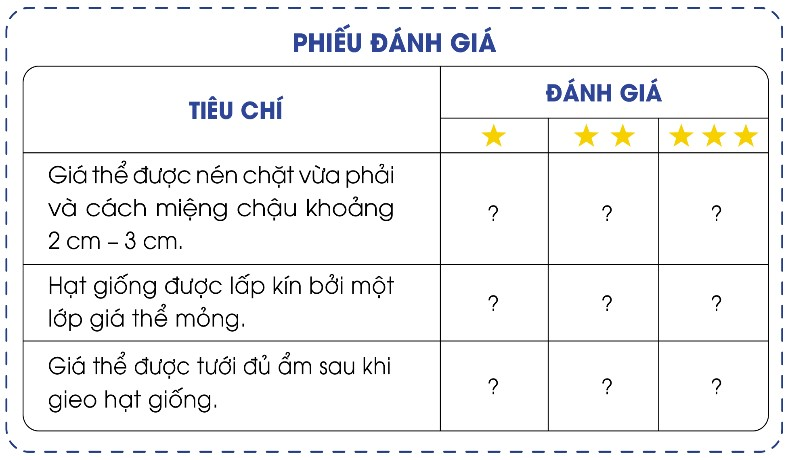 PHIẾU ĐÁNH GIÁ
TIÊU CHÍ
ĐÁNH GIÁ
Giá thể được nén chặt vừa phải
và cách miệng chậu khoảng
2 cm – 3 cm.
? ? ?
Hạt giống được lấp kín bởi một
lớp giá thể mỏng.
? ? ?
Giá thể được tưới đủ ẩm sau khi
gieo hạt giống.
? ? ?